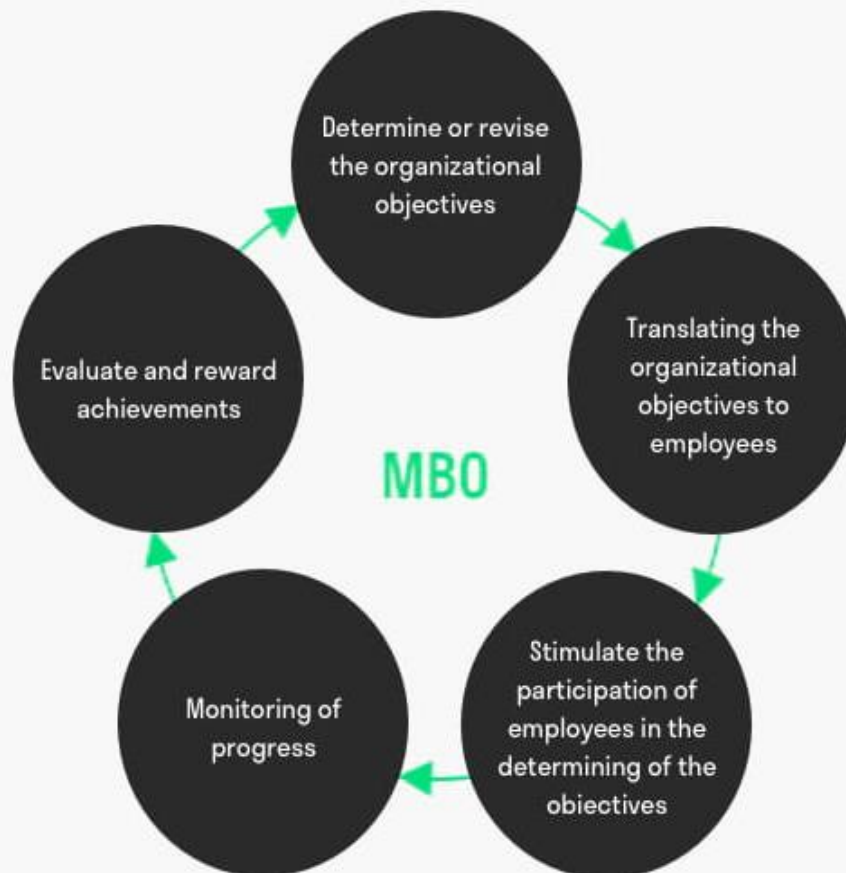 Determine or revise
the organizational
objectives
Translating the
organizational
objectives to
employees
Stimulate the
participation of
employees in the
determining of the
obiectives
Monitoring of
progress
Evaluate and reward
achievements
MBO